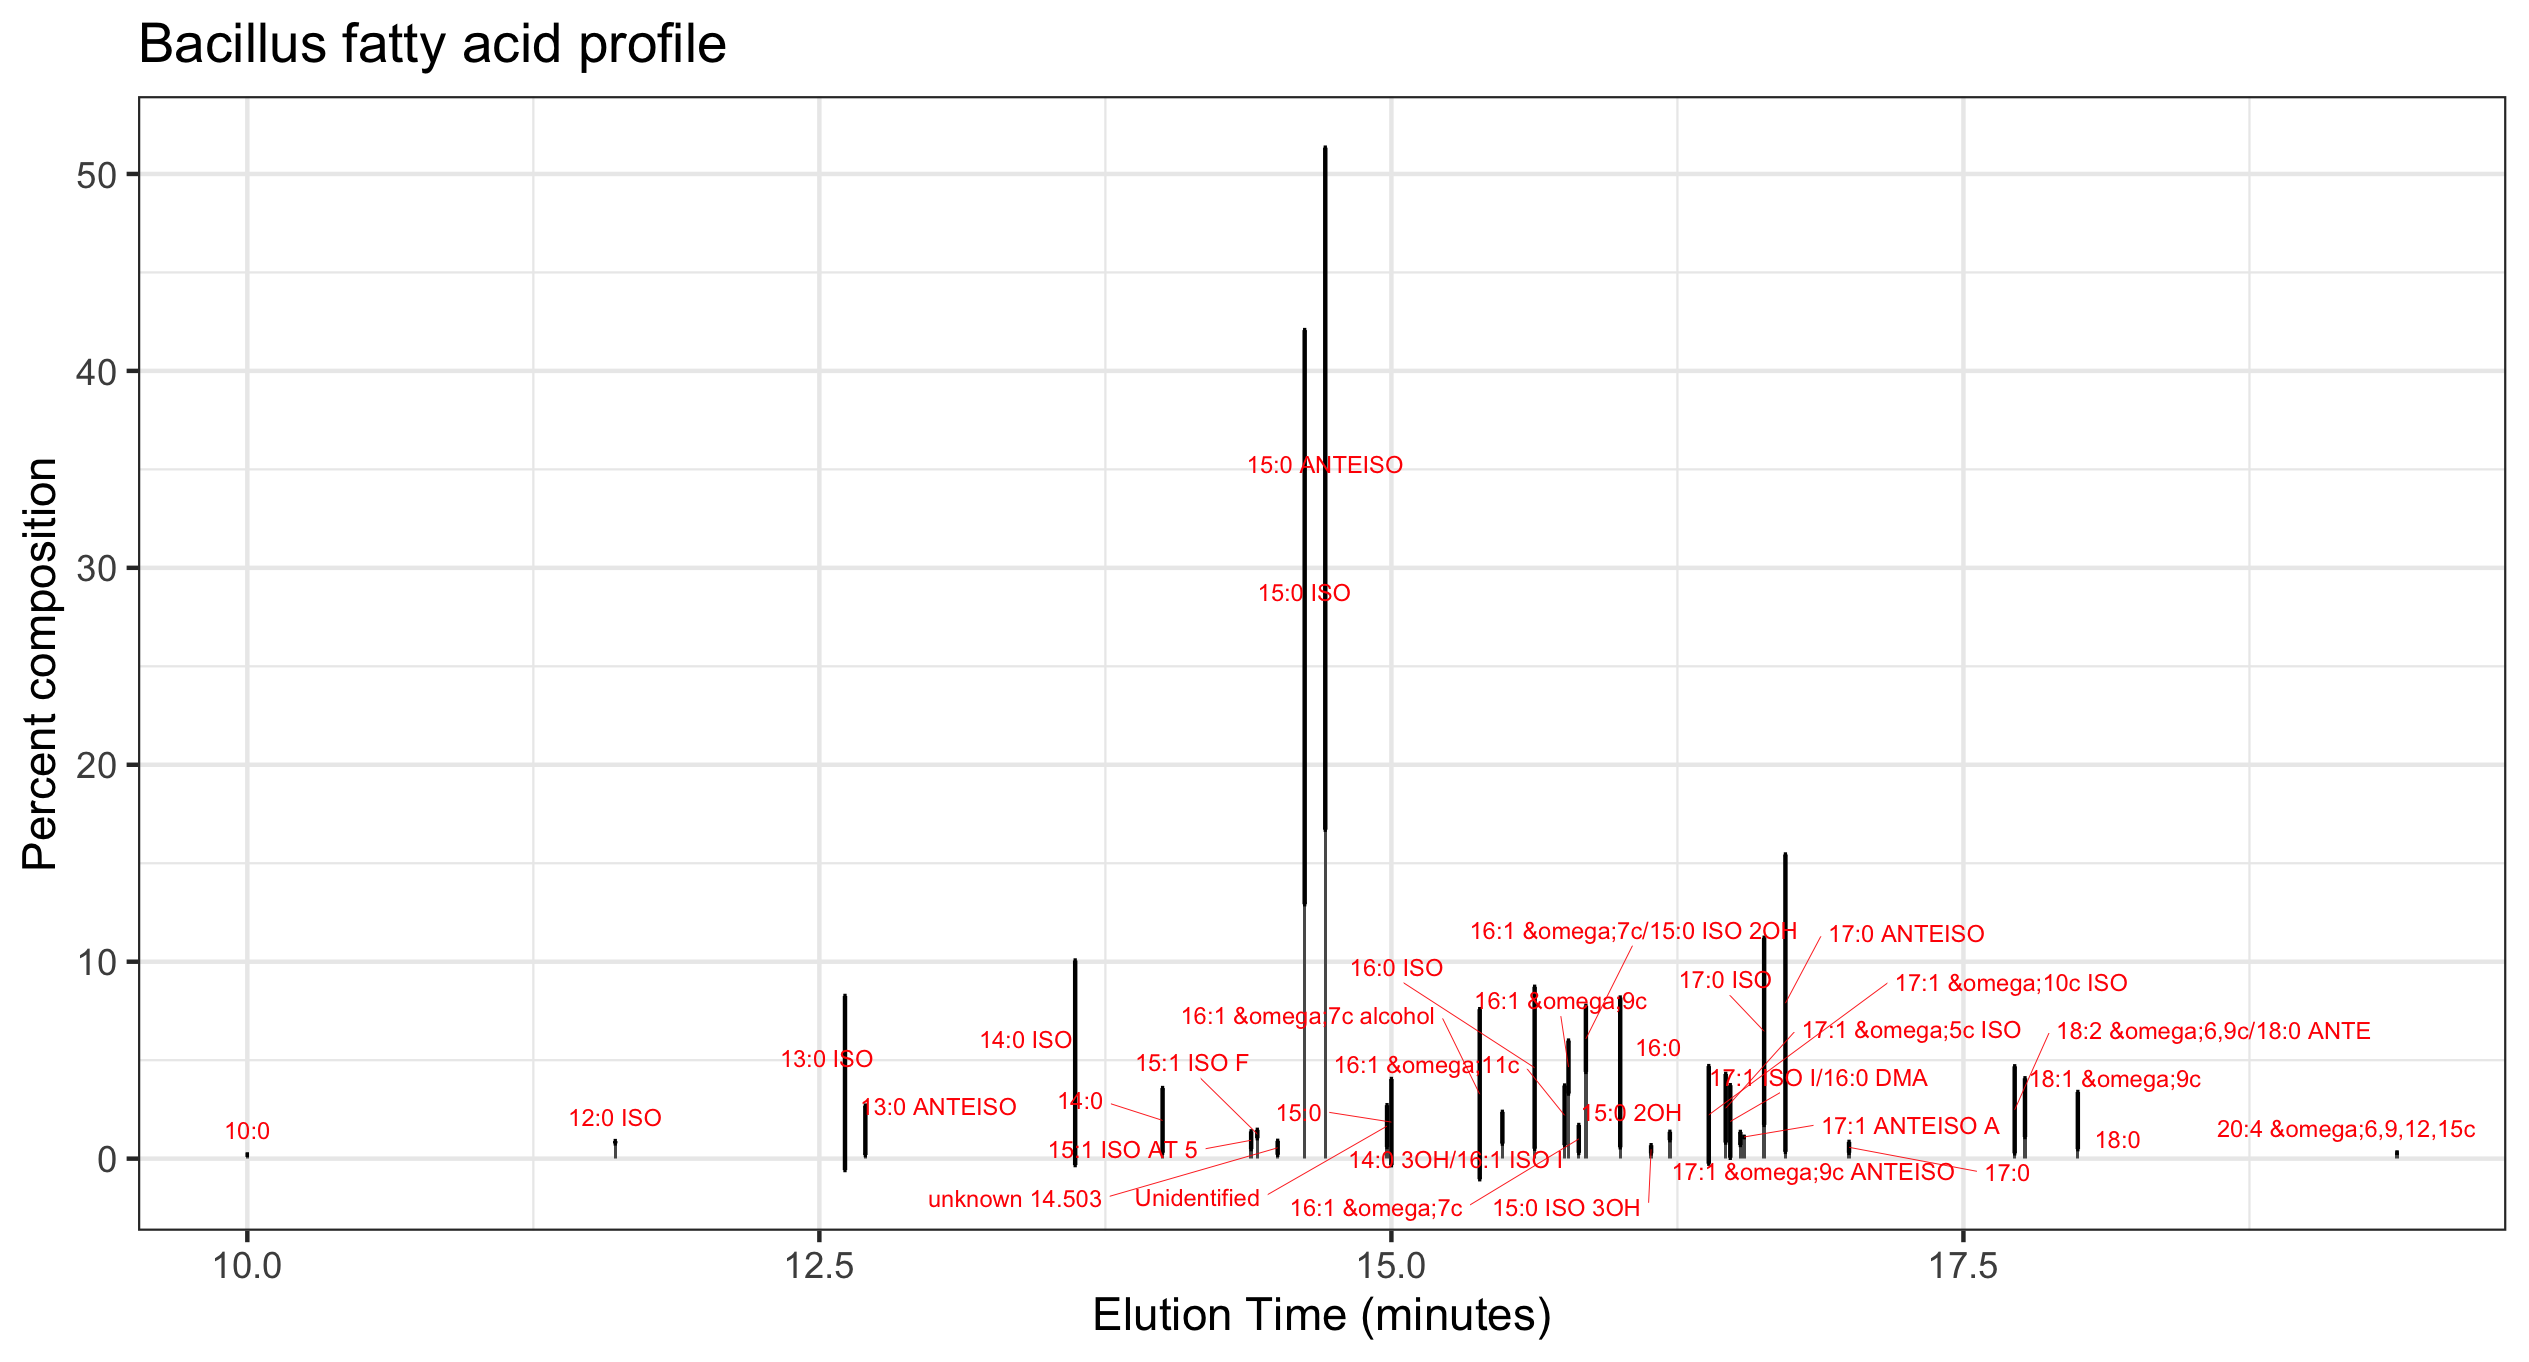 Bacillus fatty acid profile
Percent composition
50
40
30
20
10
0
15:0 ANTEISO
15:0 ISO
16:1 &omega;7c/15:0 ISO 2OH
17:0 ANTEISO
16:0 ISO
17:0 ISO
17:1 &omega;10c ISO
16:1 &omega;9c
16:1 &omega;7c alcohol
17:1 &omega;5c ISO
18:2 &omega;6,9c/18:0 ANTE
14:0 ISO
16:0
13:0 ISO
15:1 ISO F
16:1 &omega;11c
17:1 ISO I/16:0 DMA
18:1 &omega;9c
13:0 ANTEISO
14:0
15:0
15:0 2OH
12:0 ISO
10:0
17:1 ANTEISO A
20:4 &omega;6,9,12,15c
18:0
15:1 ISO AT 5
14:0 3OH/16:1 ISO I
17:1 &omega;9c ANTEISO
17:0
unknown 14.503
Unidentified
16:1 &omega;7c
15:0 ISO 3OH
10.0
12.5
15.0
17.5
Elution Time (minutes)